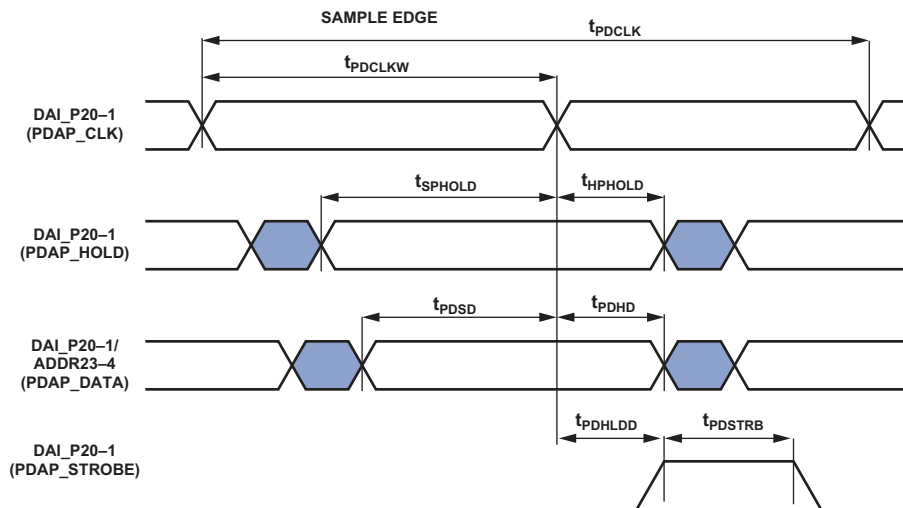 SAMPLE EDGE
tPDCLK
tPDCLKW
DAI_P20–1
(PDAP_CLK)
tSPHOLD
tHPHOLD
DAI_P20–1
(PDAP_HOLD)
tPDSD
tPDHD
DAI_P20–1/
ADDR23–4
(PDAP_DATA)
tPDHLDD
tPDSTRB
DAI_P20–1
(PDAP_STROBE)